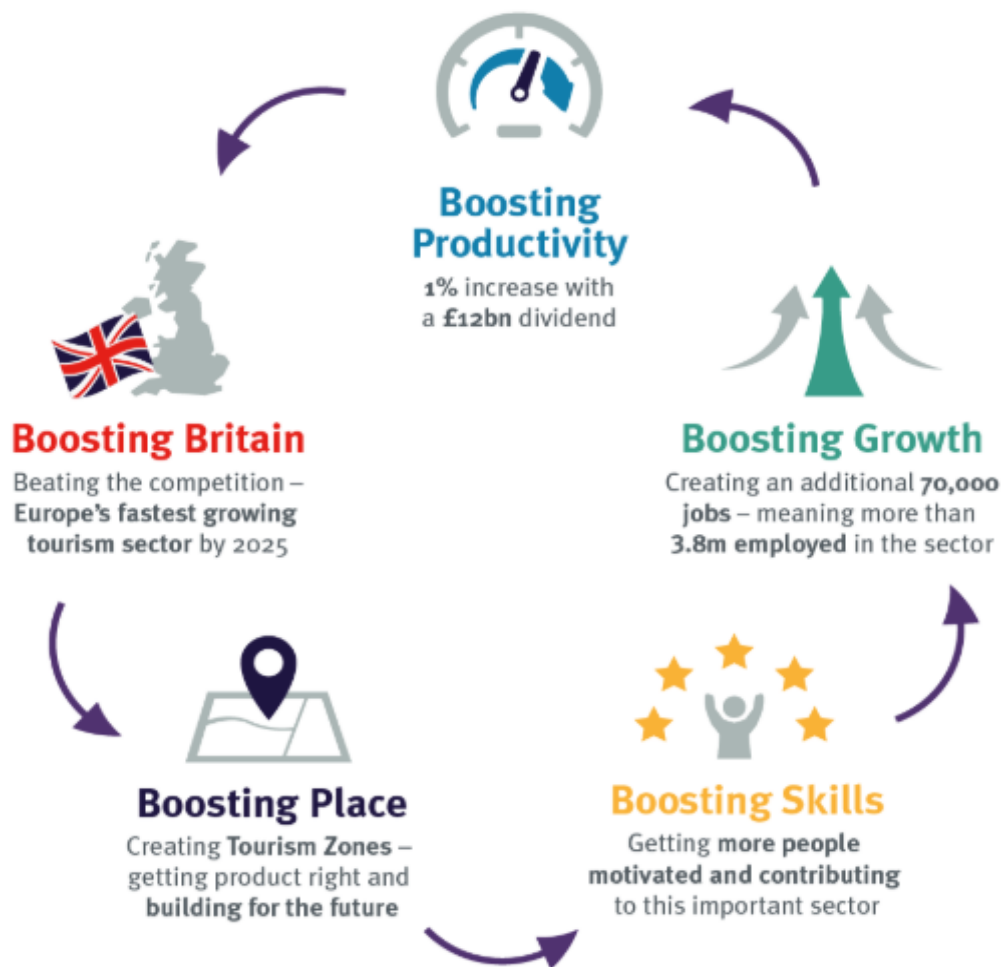 Boosting
Productivity
1% increase with
a £12bn dividend
Boosting Britain
Beating the competition –
Europe's fastest growing
tourism sector by 2025
Boosting Growth
Creating an additional 70,000
jobs – meaning more than
3.8m employed in the sector
Boosting Place
Creating Tourism Zones –
getting product right and
building for the future
Boosting Skills
Getting more people
motivated and contributing
to this important sector